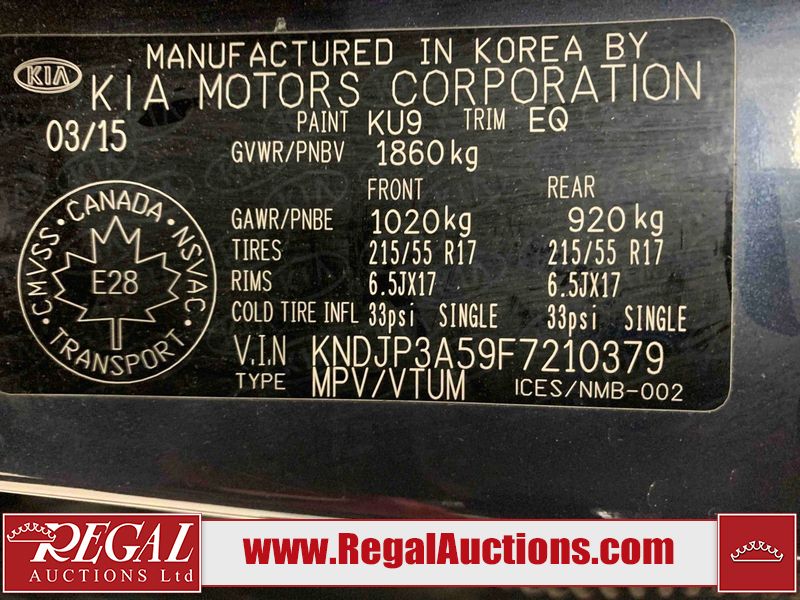 MANUFACTURED IN KOREA BY
KIA
KIA MOTORS CORPORATION
03/15
PAINT KU9 TRIM EQ
GVWR/PNBV 1860kg
FRONT REAR
GAWR/PNBE 1020kg 920kg
TIRES 215/55 R17 215/55 R17
RIMS 6.5JX17 6.5JX17
COLD TIRE INFL 33psi SINGLE 33psi SINGLE
V.I.N KNDJP3A59F7210379
TYPE MPV/VTUM ICES/NMB-002
CMVSS • CANADA • NSVAC • TRANSPORT •
E28
REGAL
AUCTIONS Ltd
www.RegalAuctions.com